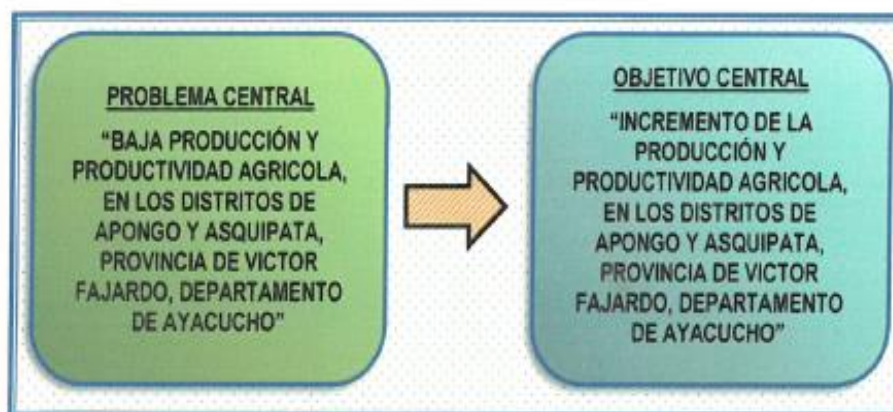 PROBLEMA CENTRAL
“BAJA PRODUCCIÓN Y
PRODUCTIVIDAD AGRICOLA,
EN LOS DISTRITOS DE
APONGO Y ASQUIPATA,
PROVINCIA DE VICTOR
FAJARDO, DEPARTAMENTO
DE AYACUCHO”
OBJETIVO CENTRAL
“INCREMENTO DE LA
PRODUCCIÓN Y
PRODUCTIVIDAD AGRICOLA,
EN LOS DISTRITOS DE
APONGO Y ASQUIPATA,
PROVINCIA DE VICTOR
FAJARDO, DEPARTAMENTO
DE AYACUCHO”